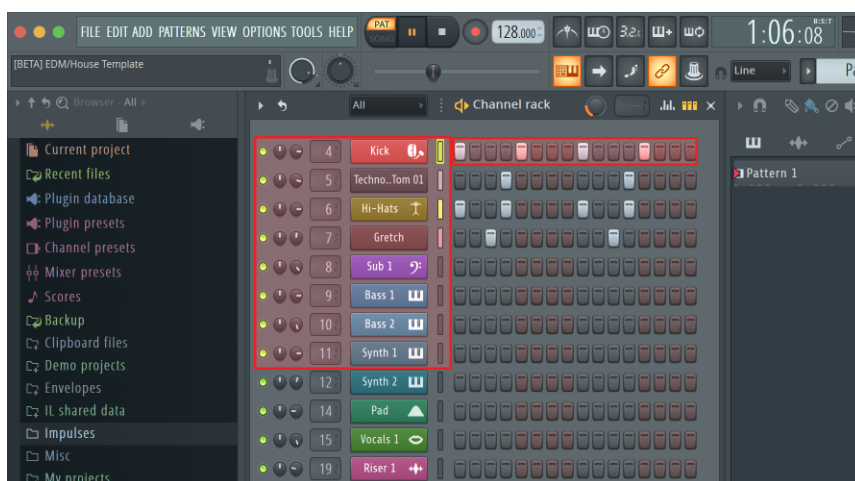 FILE EDIT ADD PATTERNS VIEW OPTIONS TOOLS HELP
PAT
SONG
128.000
3.2:
1:06:08
B:S:T
[BETA] EDM/House Template
Line
Browser - All
All
Channel rack
Current project
Recent files
Plugin database
Plugin presets
Channel presets
Mixer presets
Scores
Backup
Clipboard files
Demo projects
Envelopes
IL shared data
Impulses
Misc
My projects
4 Kick
5 Techno..Tom 01
6 Hi-Hats
7 Gretch
8 Sub 1
9 Bass 1
10 Bass 2
11 Synth 1
12 Synth 2
14 Pad
15 Vocals 1
19 Riser 1
Pattern 1